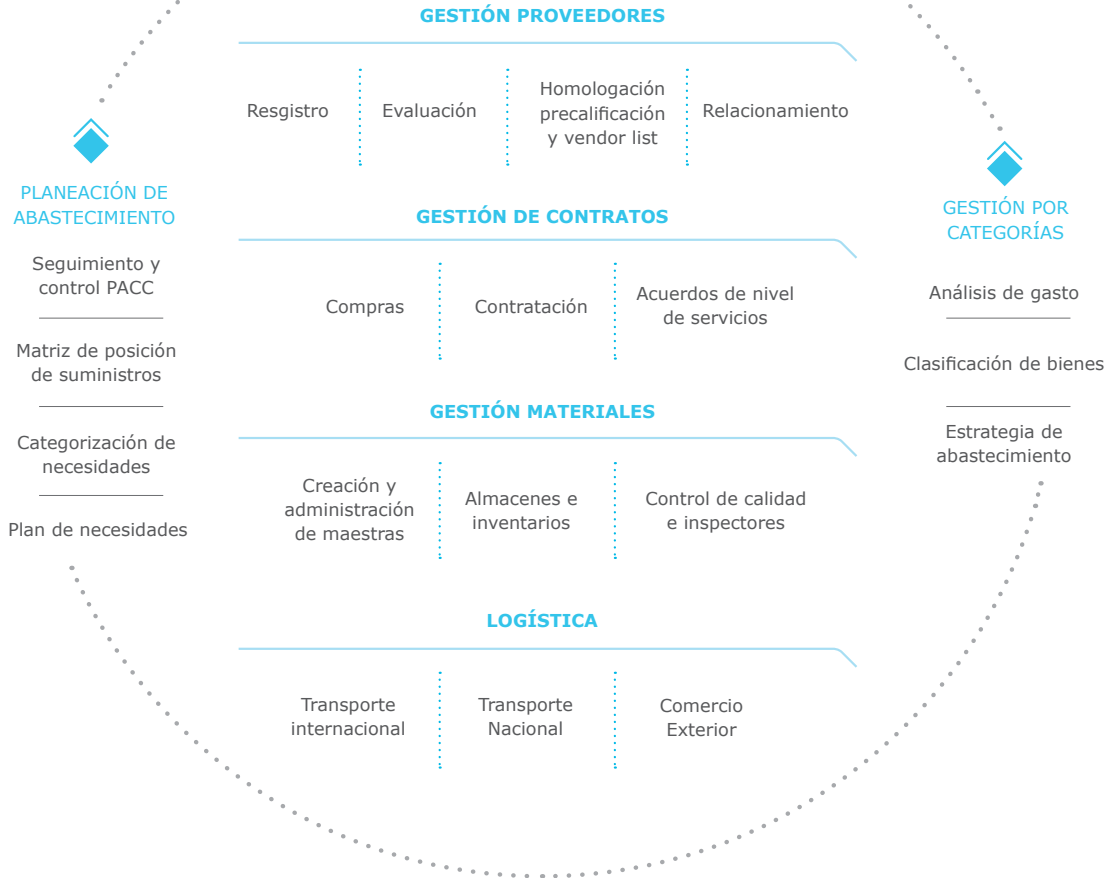 GESTIÓN PROVEEDORES
Resgistro
Evaluación
Homologación
precalificación
y vendor list
Relacionamiento
PLANEACIÓN DE
ABASTECIMIENTO
Seguimiento y
control PACC
Matriz de posición
de suministros
Categorización de
necesidades
Plan de necesidades
GESTIÓN DE CONTRATOS
Compras
Contratación
Acuerdos de nivel
de servicios
GESTIÓN MATERIALES
Creación y
administración
de maestras
Almacenes e
inventarios
Control de calidad
e inspectores
LOGÍSTICA
Transporte
internacional
Transporte
Nacional
Comercio
Exterior
GESTIÓN POR
CATEGORÍAS
Análisis de gasto
Clasificación de bienes
Estrategia de
abastecimiento